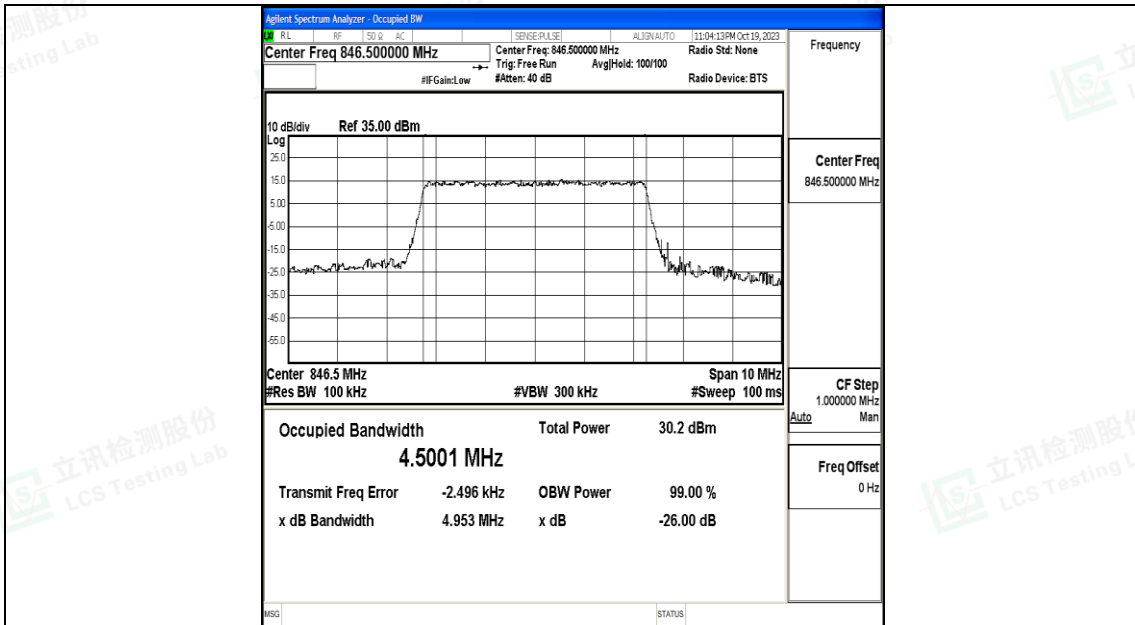 Agilent Spectrum Analyzer - Occupied BW
RL RF 50 Ω AC SENSE:PULSE ALIGN AUTO 11:04:13PM Oct 19, 2023
Center Freq 846.500000 MHz
Center Freq: 846.500000 MHz Radio Std: None
Trig: Free Run Avg|Hold: 100/100
#IFGain:Low #Atten: 40 dB Radio Device: BTS
10 dB/div Ref 35.00 dBm
Log
25.0
15.0
5.00
-5.00
-15.0
-25.0
-35.0
-45.0
-55.0
Center 846.5 MHz Span 10 MHz
#Res BW 100 kHz #VBW 300 kHz #Sweep 100 ms
Occupied Bandwidth Total Power 30.2 dBm
4.5001 MHz
Transmit Freq Error -2.496 kHz OBW Power 99.00 %
x dB Bandwidth 4.953 MHz x dB -26.00 dB
MSG STATUS
Frequency
Center Freq
846.500000 MHz
CF Step
1.000000 MHz
Auto Man
Freq Offset
0 Hz
立讯检测股份
LCS Testing Lab
立讯检测股份
LCS Testing L
测股份
sting Lab
立